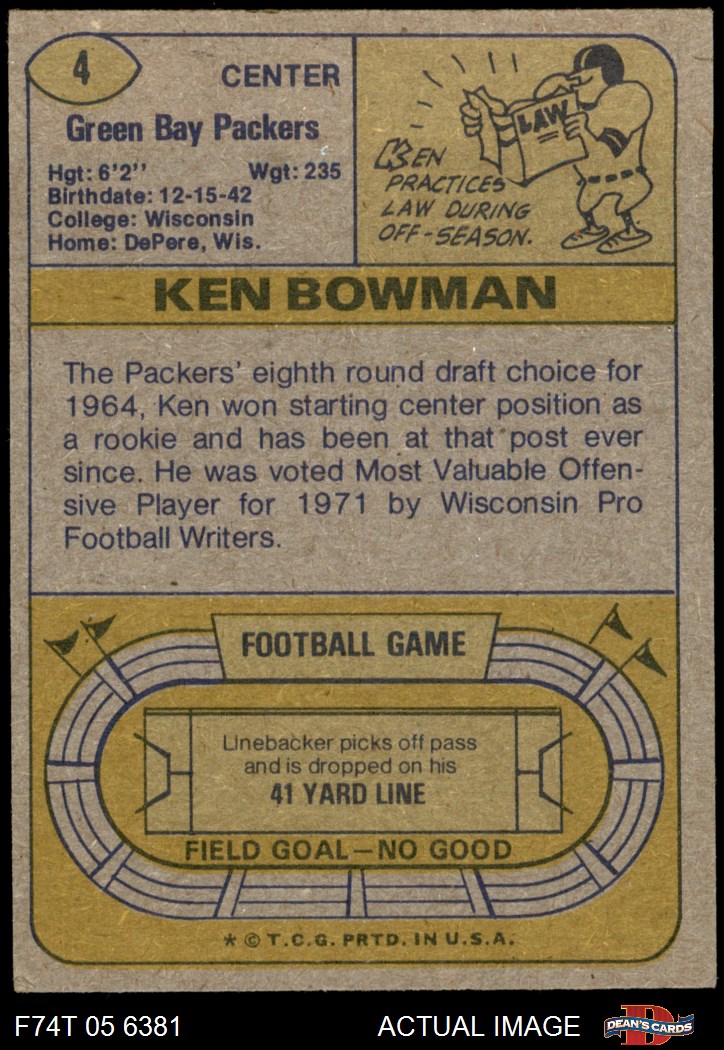 4
CENTER
Green Bay Packers
Hgt: 6'2'' Wgt: 235
Birthdate: 12-15-42
College: Wisconsin
Home: DePere, Wis.
LAW
KEN
PRACTICES
LAW DURING
OFF-SEASON.
KEN BOWMAN
The Packers' eighth round draft choice for
1964, Ken won starting center position as
a rookie and has been at that post ever
since. He was voted Most Valuable Offen-
sive Player for 1971 by Wisconsin Pro
Football Writers.
FOOTBALL GAME
Linebacker picks off pass
and is dropped on his
41 YARD LINE
FIELD GOAL—NO GOOD
* © T.C.G. PRTD. IN U.S.A.
F74T 05 6381
ACTUAL IMAGE
D
DEAN'S CARDS